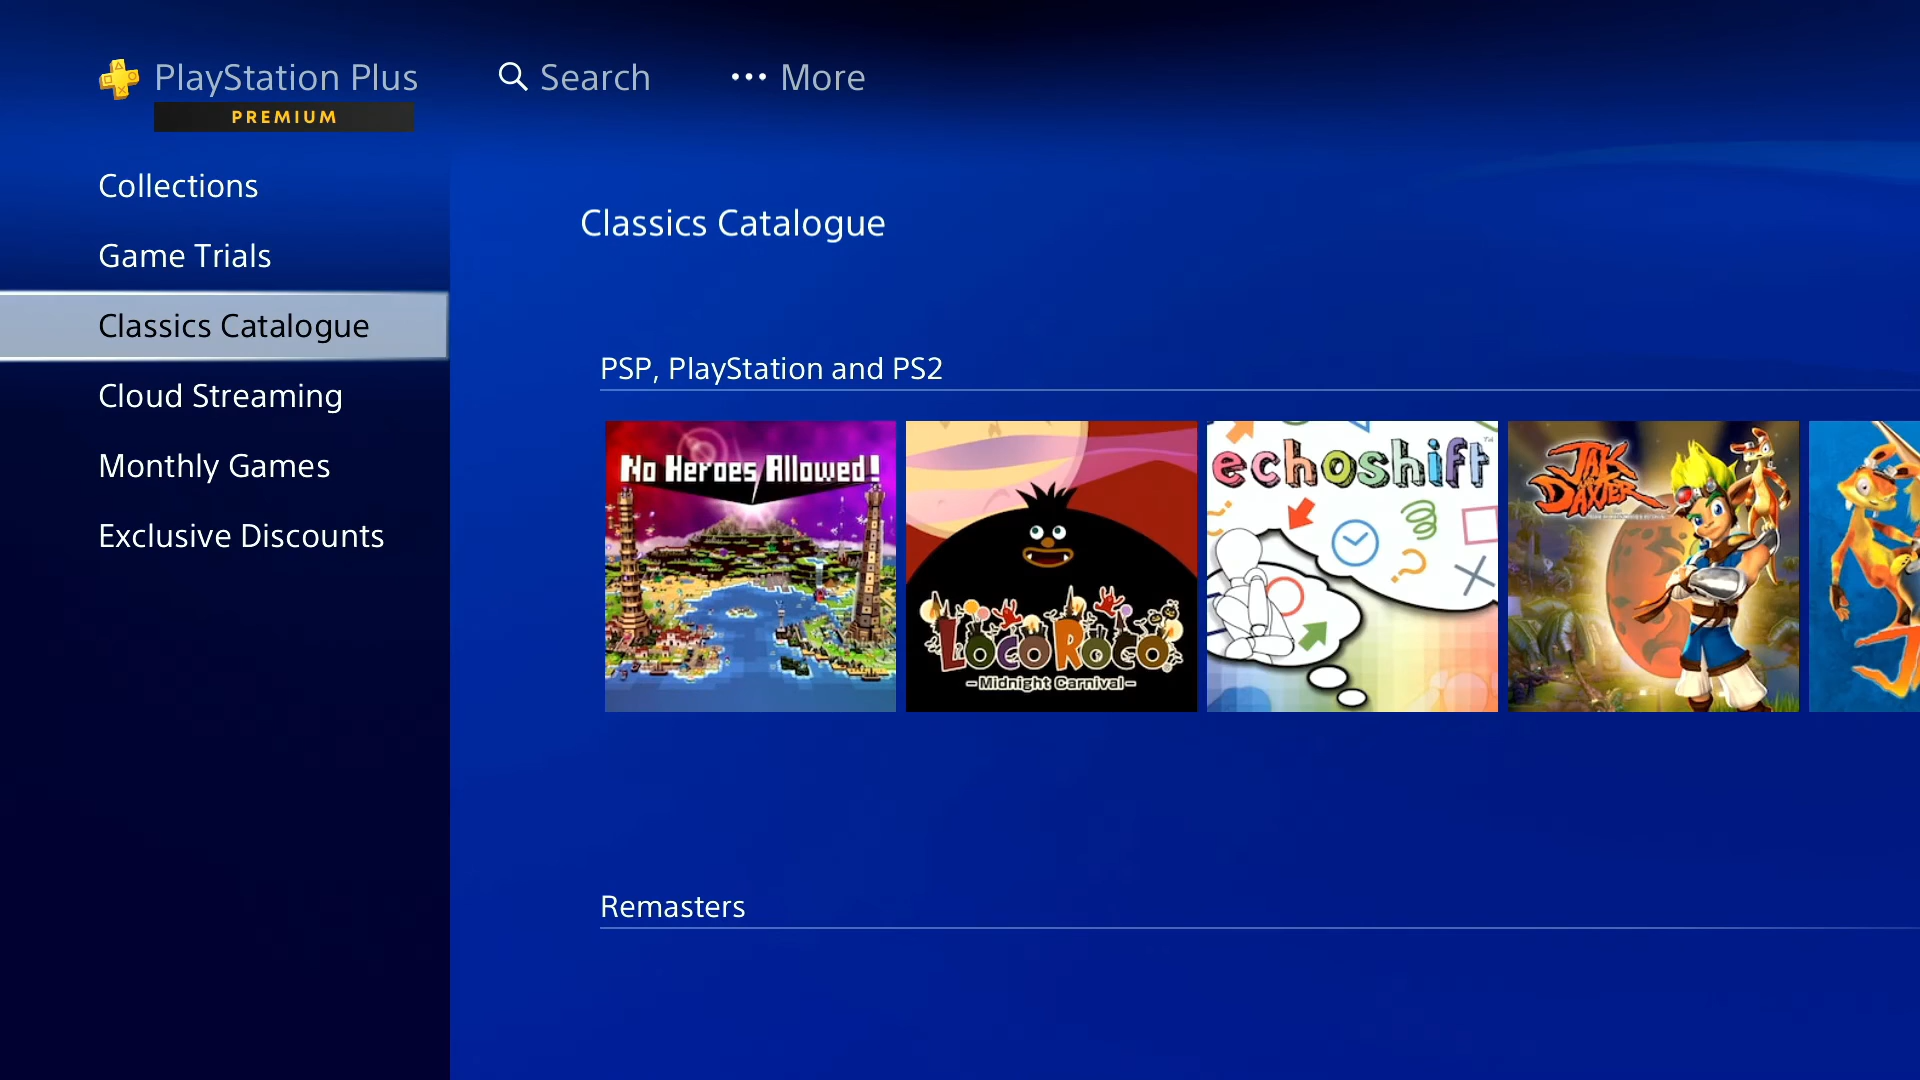 PlayStation Plus
PREMIUM
Search
More
Collections
Game Trials
Classics Catalogue
Cloud Streaming
Monthly Games
Exclusive Discounts
Classics Catalogue
PSP, PlayStation and PS2
No Heroes Allowed!
LocoRoco
-Midnight Carnival-
echoshift
JAK
DAXTER
Remasters